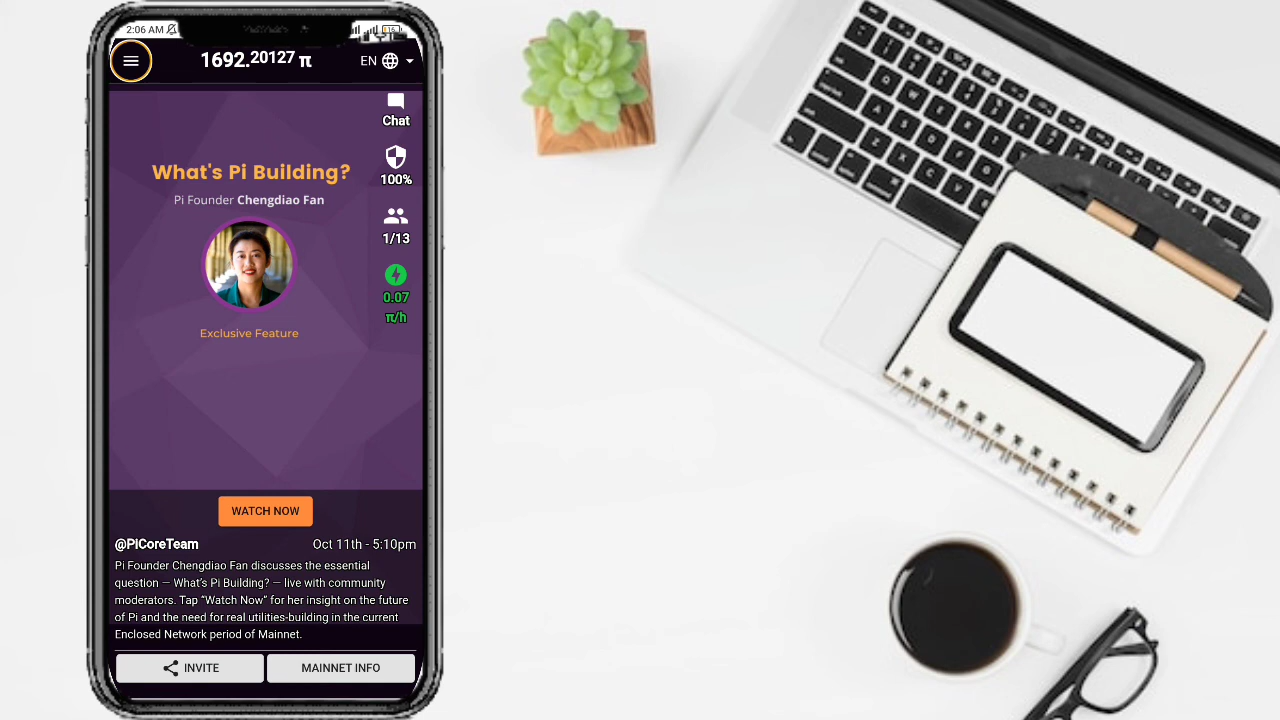 2:06 AM
1692.20127 π
EN
Chat
What's Pi Building?
100%
Pi Founder Chengdiao Fan
1/13
0.07
π/h
Exclusive Feature
WATCH NOW
@PiCoreTeam
Oct 11th - 5:10pm
Pi Founder Chengdiao Fan discusses the essential
question — What's Pi Building? — live with community
moderators. Tap “Watch Now” for her insight on the future
of Pi and the need for real utilities-building in the current
Enclosed Network period of Mainnet.
INVITE
MAINNET INFO